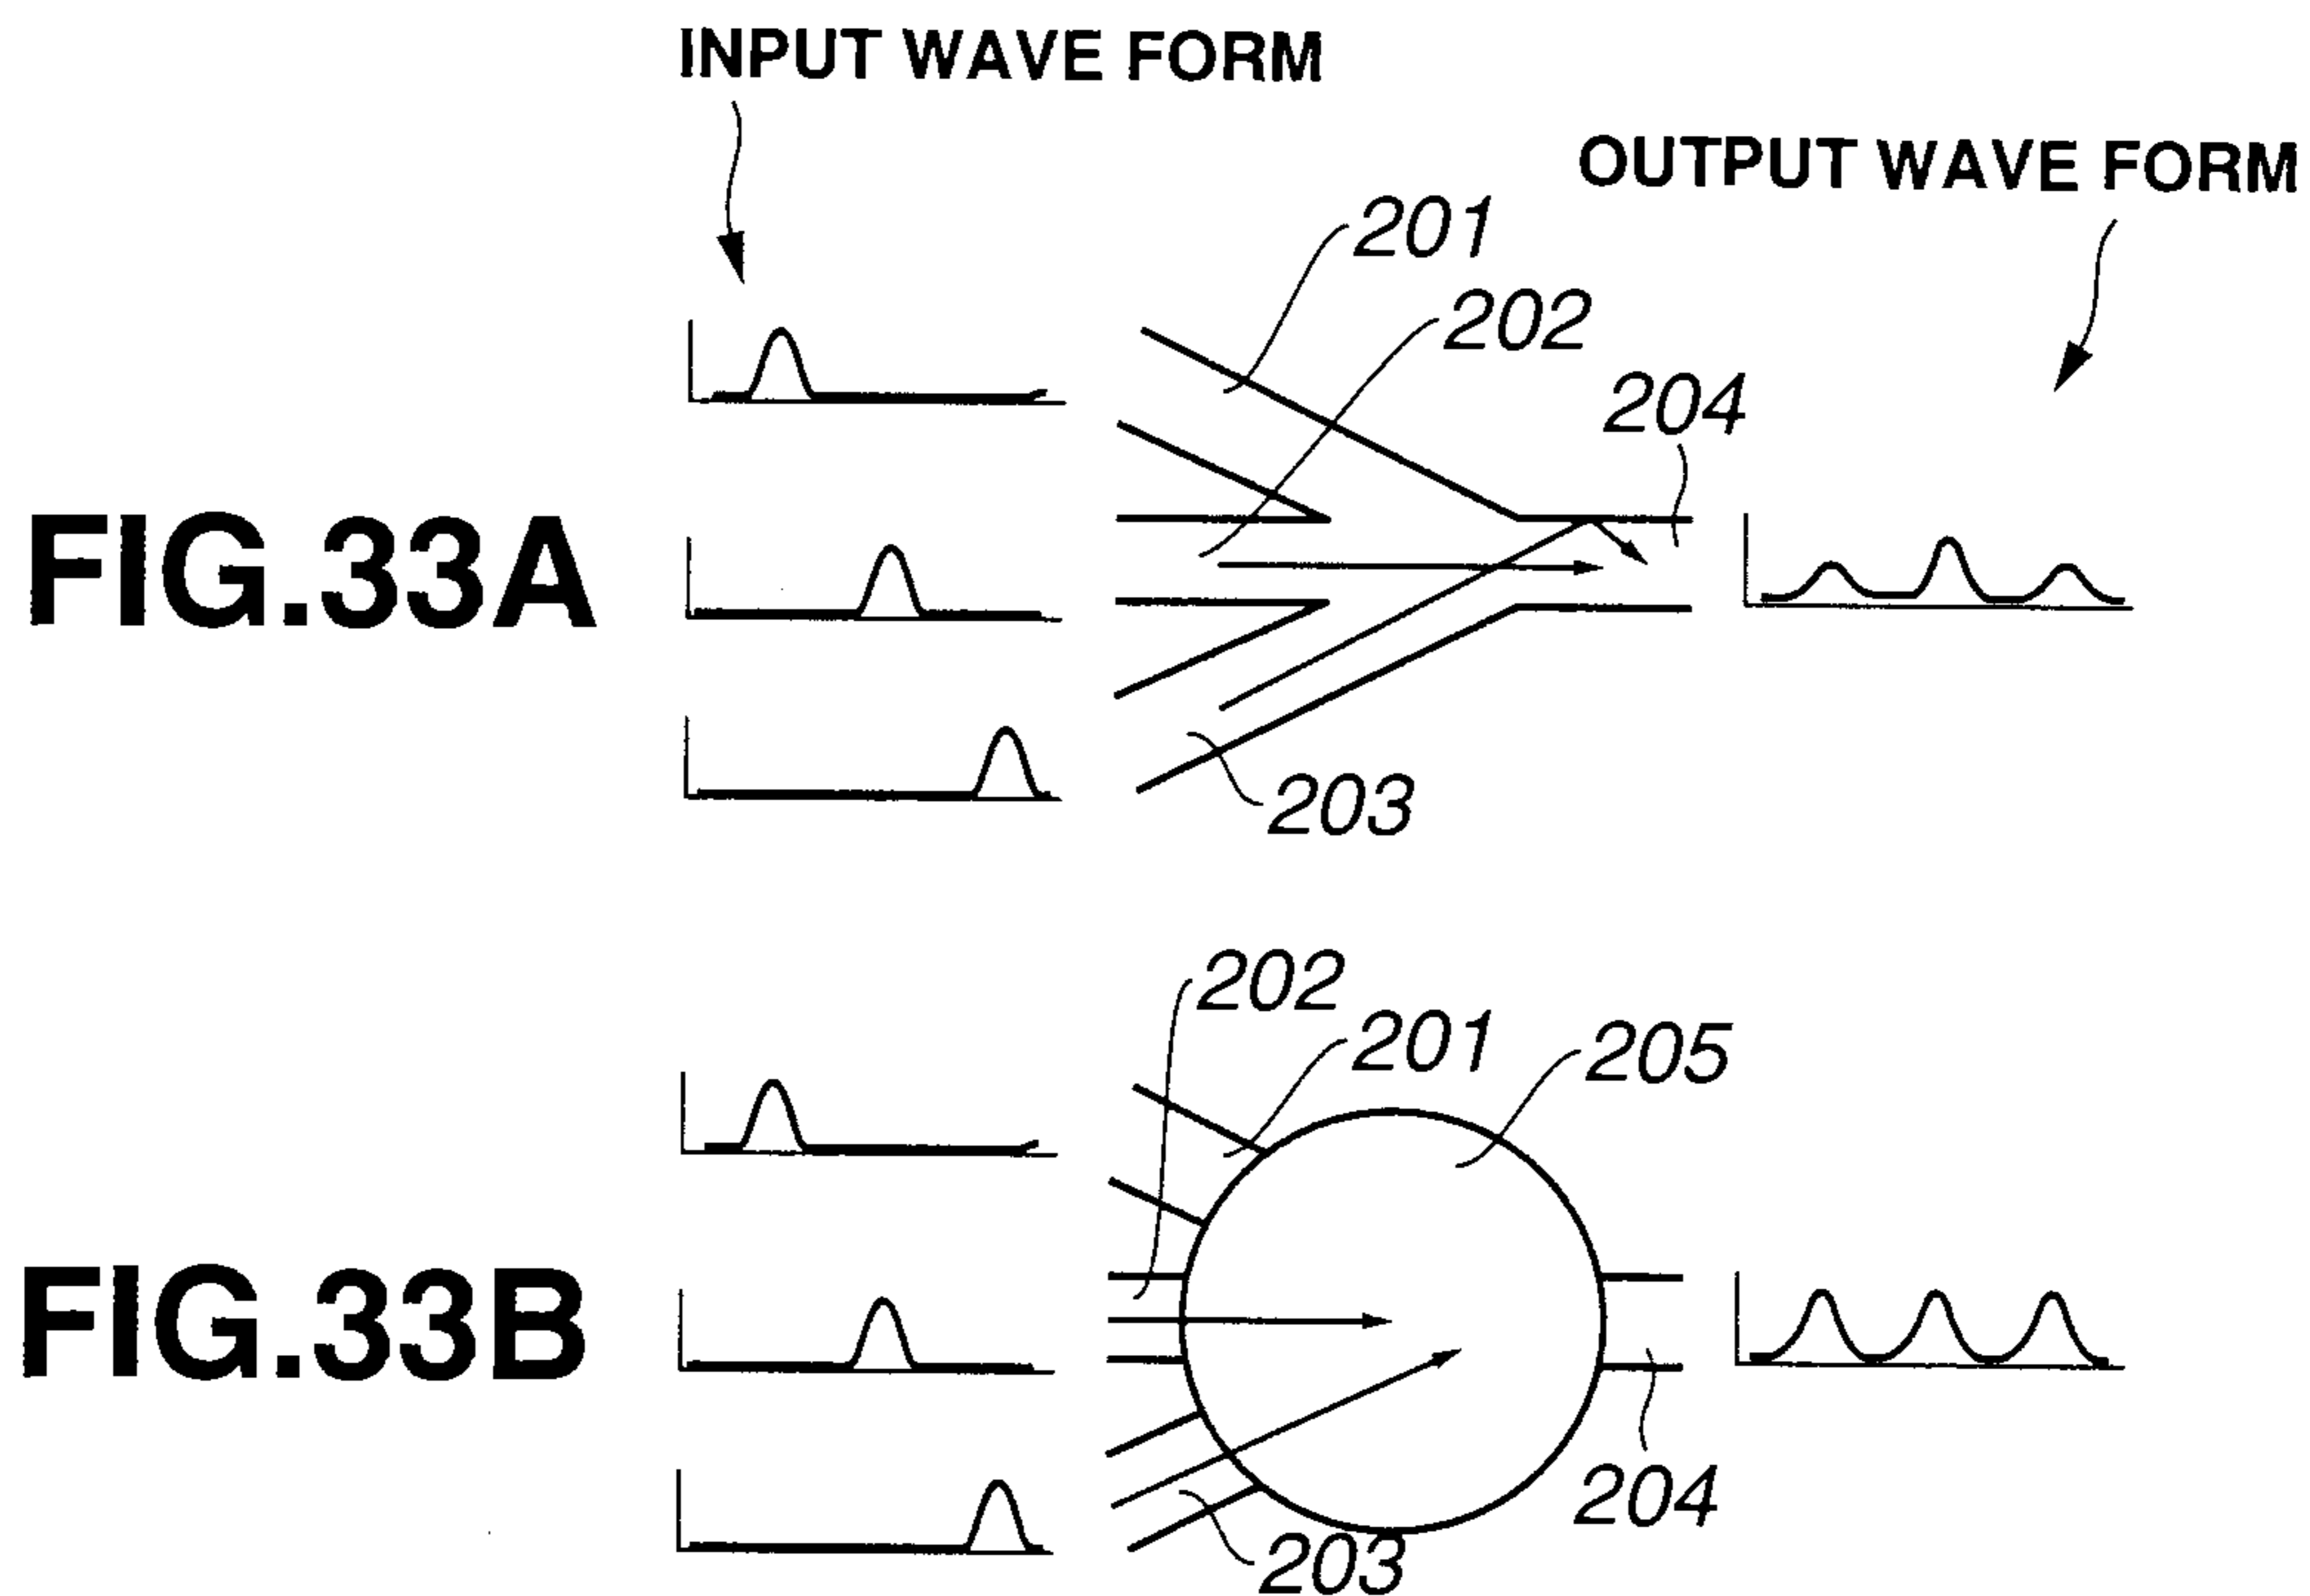 INPUT WAVE FORM
OUTPUT WAVE FORM
201
202
204
FIG.33A
203
202
201
205
FIG.33B
204
203